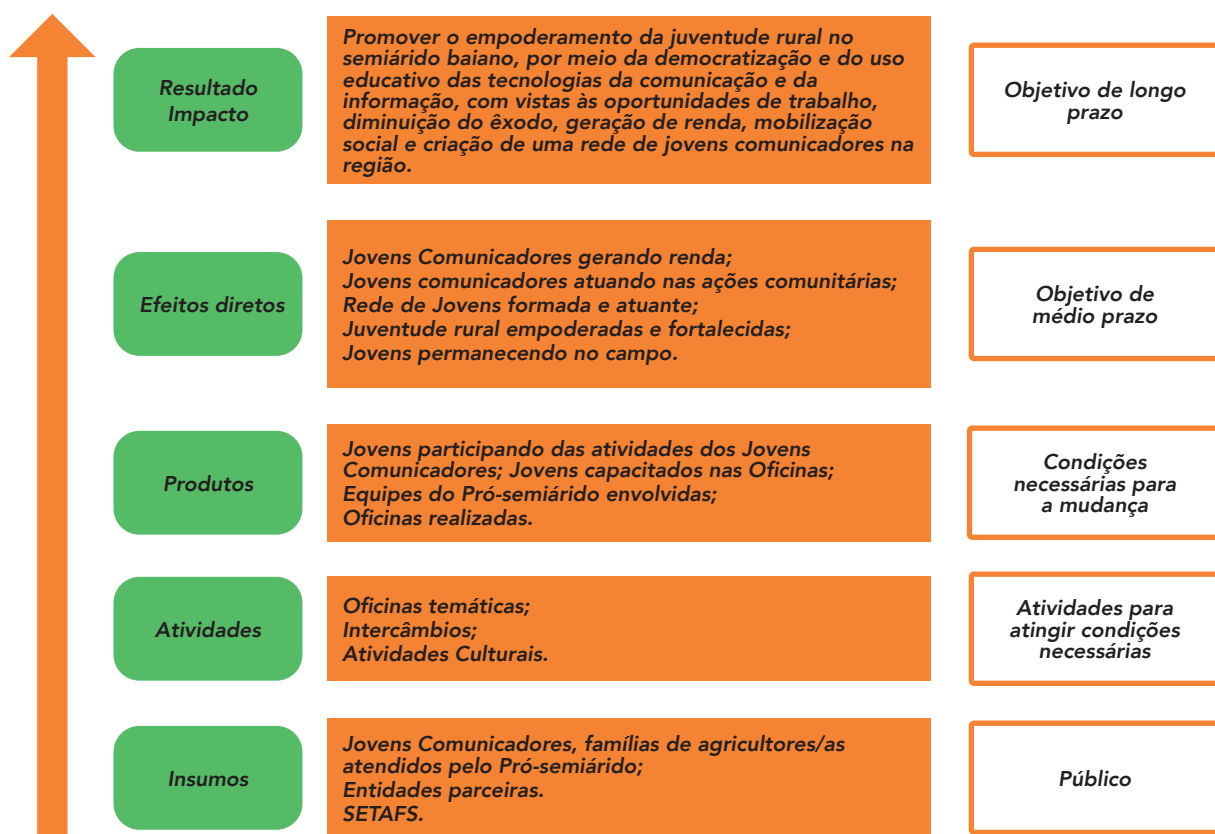 Resultado
Impacto
Promover o empoderamento da juventude rural no
semiárido baiano, por meio da democratização e do uso
educativo das tecnologias da comunicação e da
informação, com vistas às oportunidades de trabalho,
diminuição do êxodo, geração de renda, mobilização
social e criação de uma rede de jovens comunicadores na
região.
Objetivo de longo
prazo
Efeitos diretos
Jovens Comunicadores gerando renda;
Jovens comunicadores atuando nas ações comunitárias;
Rede de Jovens formada e atuante;
Juventude rural empoderadas e fortalecidas;
Jovens permanecendo no campo.
Objetivo de
médio prazo
Produtos
Jovens participando das atividades dos Jovens
Comunicadores; Jovens capacitados nas Oficinas;
Equipes do Pró-semiárido envolvidas;
Oficinas realizadas.
Condições
necessárias para
a mudança
Atividades
Oficinas temáticas;
Intercâmbios;
Atividades Culturais.
Atividades para
atingir condições
necessárias
Insumos
Jovens Comunicadores, famílias de agricultores/as
atendidos pelo Pró-semiárido;
Entidades parceiras.
SETAFS.
Público